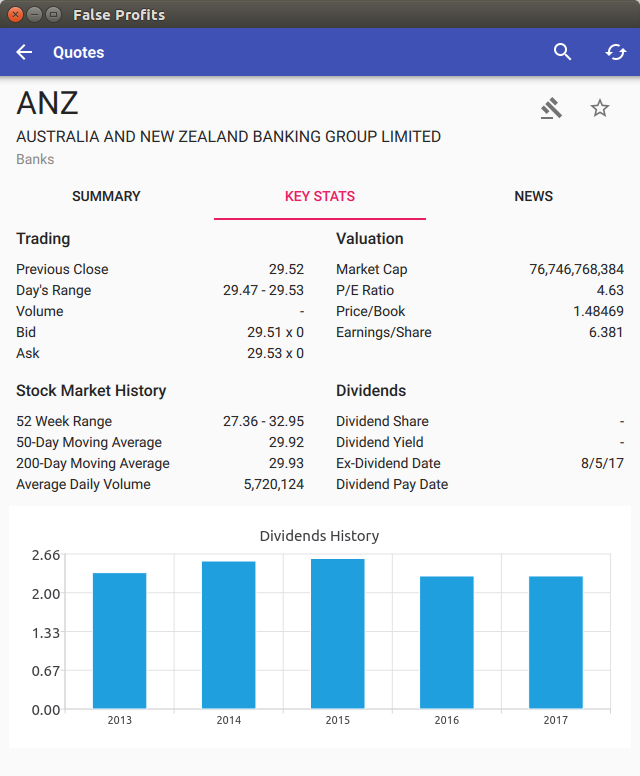 False Profits
Quotes
ANZ
AUSTRALIA AND NEW ZEALAND BANKING GROUP LIMITED
Banks
SUMMARY KEY STATS NEWS
Trading
Previous Close 29.52
Day's Range 29.47 - 29.53
Volume -
Bid 29.51 x 0
Ask 29.53 x 0
Valuation
Market Cap 76,746,768,384
P/E Ratio 4.63
Price/Book 1.48469
Earnings/Share 6.381
Stock Market History
52 Week Range 27.36 - 32.95
50-Day Moving Average 29.92
200-Day Moving Average 29.93
Average Daily Volume 5,720,124
Dividends
Dividend Share -
Dividend Yield -
Ex-Dividend Date 8/5/17
Dividend Pay Date
Dividends History
2.66
2.00
1.33
0.67
0.00
2013 2014 2015 2016 2017